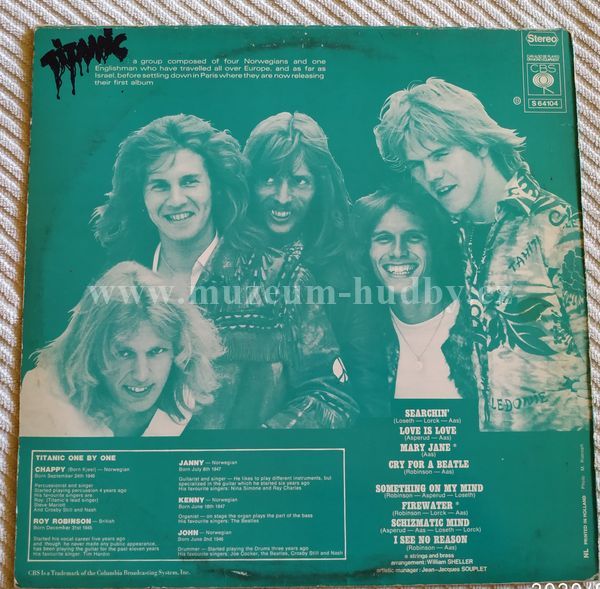 TITANIC
: a group composed of four Norwegians and one
Englishman who have travelled all over Europe, and as far as
Israel, before settling down in Paris where they are now releasing
their first album
Stereo
CBS
S 64104
TAHITI
LEDONIE
www.muzeum-hudby.cz
SEARCHIN'
(Loseth — Lorck — Aas)
LOVE IS LOVE
(Asperud — Aas)
MARY JANE *
CRY FOR A BEATLE
(Robinson — Aas)
SOMETHING ON MY MIND
(Robinson — Asperud — Loseth)
FIREWATER *
(Robinson — Lorck — Aas)
SCHIZMATIC MIND
(Asperud — Aas — Loseth — Lorck)
I SEE NO REASON
(Robinson — Aas)
* strings and brass
arrangement: William SHELLER
artistic manager: Jean-Jacques SOUPLET
TITANIC ONE BY ONE
CHAPPY (Born Kjell) — Norwegian
Born September 24th 1946
Percussionist and singer
Started playing percussion 4 years ago
His favourite singers are:
Roy (Titanic's lead singer)
Steve Marriott
And Crosby Still and Nash
ROY ROBINSON — British
Born December 31st 1945
Started his vocal career five years ago
and though he never made any public appearance,
has been playing the guitar for the past eleven years
His favourite singer: Tim Hardin
JANNY — Norwegian
Born July 8th 1947
Guitarist and singer — He likes to play different instruments, but
specialized in the guitar which he started six years ago
His favourite singers: Nina Simone and Ray Charles
KENNY — Norwegian
Born June 18th 1947
Organist — on stage the organ plays the part of the bass
His favourite singers: The Beatles
JOHN — Norwegian
Born June 2nd 1946
Drummer — Started playing the Drums three years ago
His favourite singers: Joe Cocker, the Beatles, Crosby Still and Nash
CBS is a Trademark of the Columbia Broadcasting System, Inc.
NL PRINTED IN HOLLAND Photo: M.